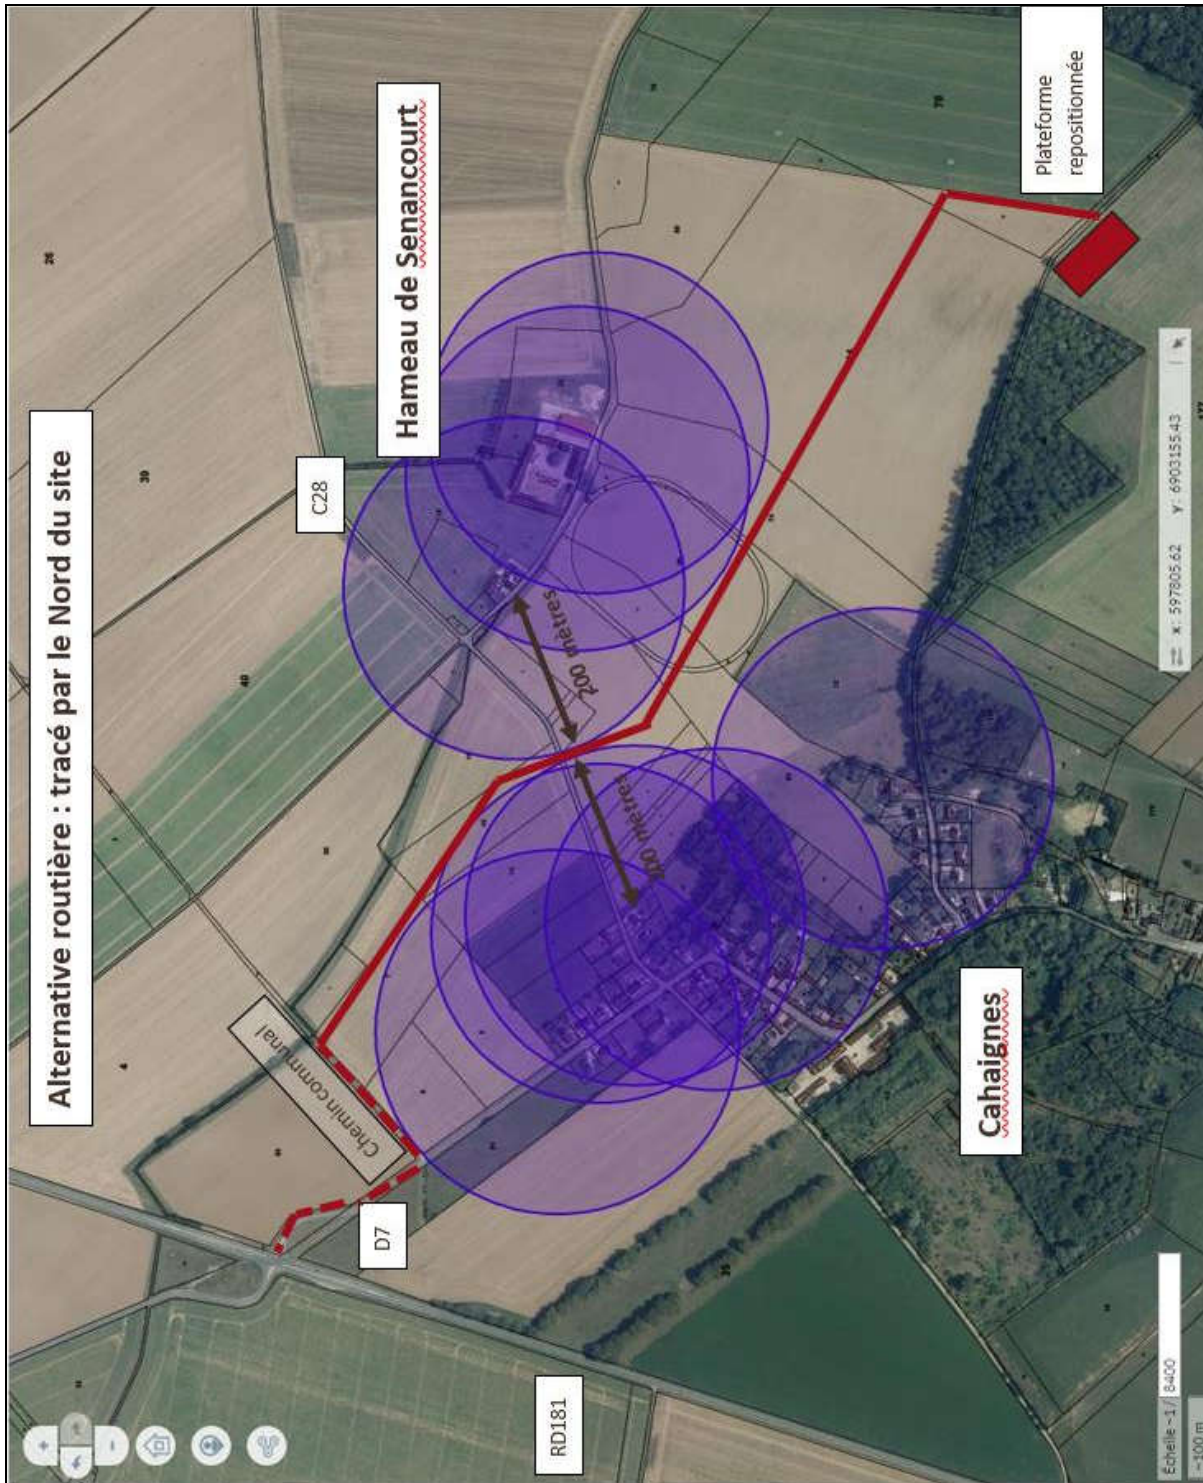 Alternative routière : tracé par le Nord du site
RD181
D7
Chemin communal
C28
Hameau de Senancourt
200 mètres
200 mètres
Cahaignes
Plateforme
repositionnée
Échelle ~1 / 8400
~100 m
x: 597805.62 y: 6903155.43